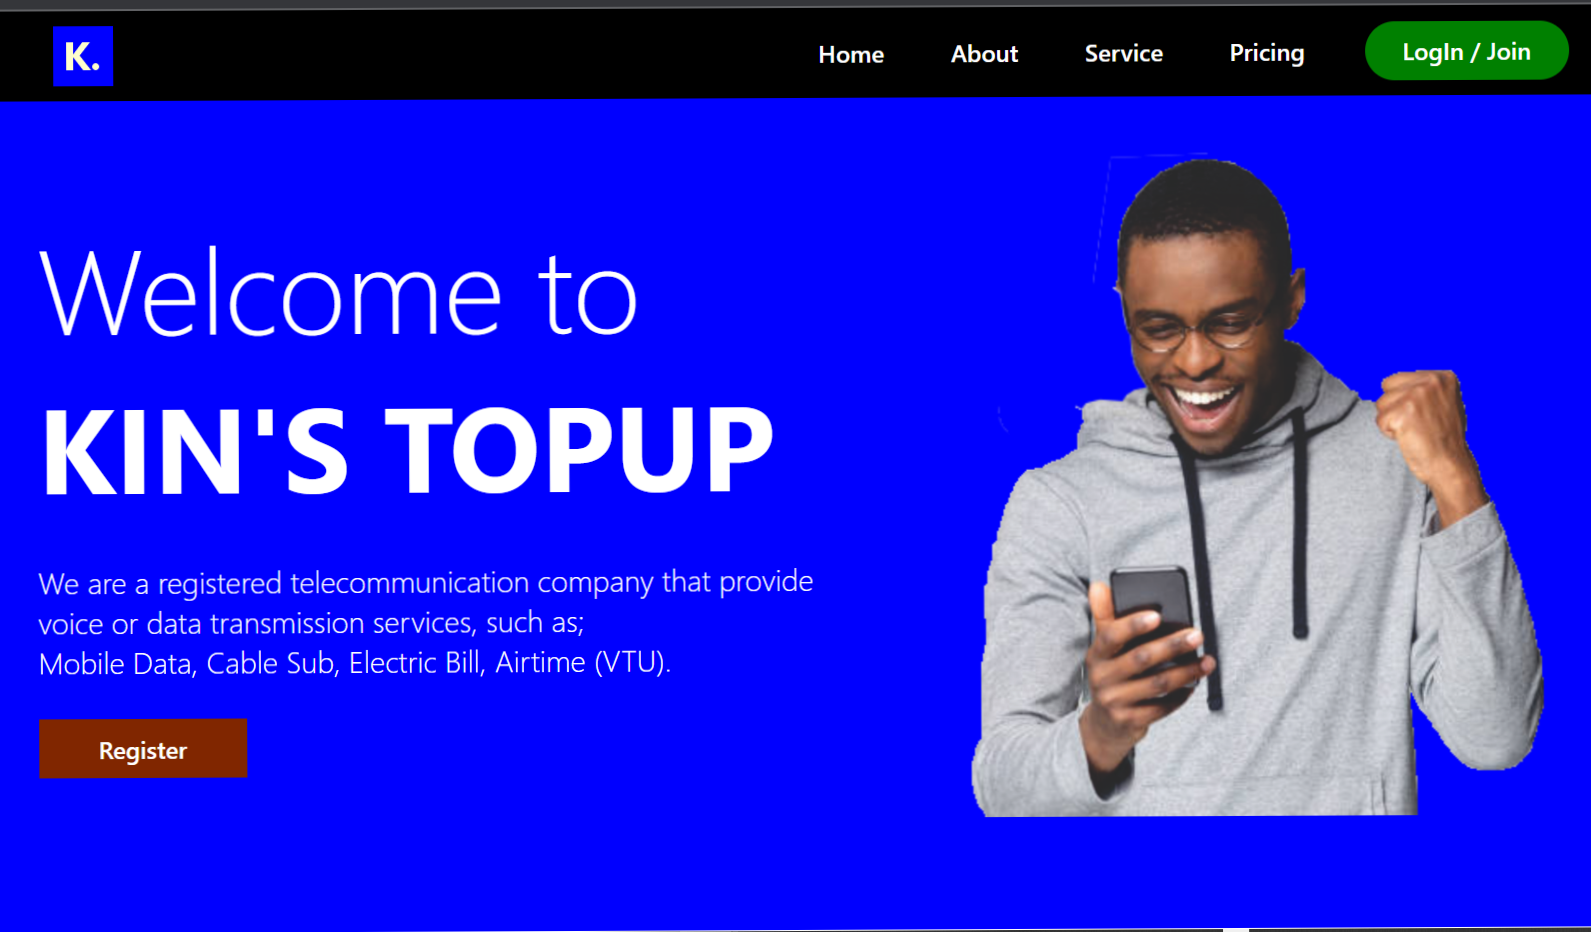 K.
Home About Service Pricing LogIn / Join
Welcome to
KIN'S TOPUP
We are a registered telecommunication company that provide
voice or data transmission services, such as;
Mobile Data, Cable Sub, Electric Bill, Airtime (VTU).
Register